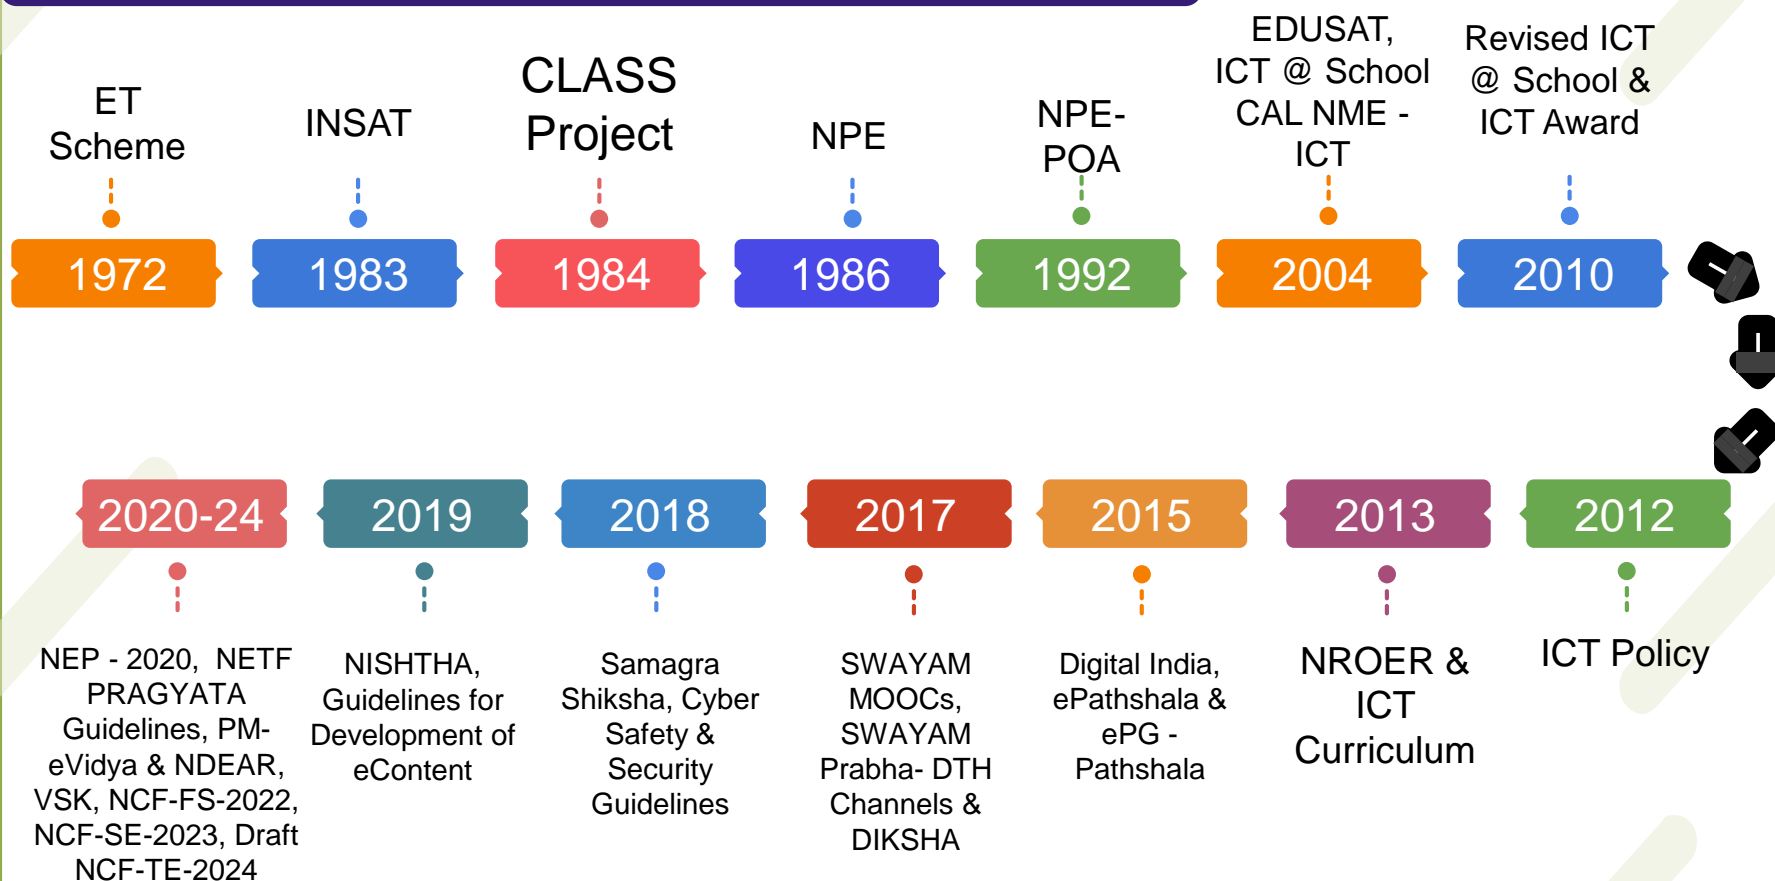 ET
Scheme
INSAT
CLASS
Project
NPE
NPE-
POA
EDUSAT,
ICT @ School
CAL NME -
ICT
Revised ICT
@ School &
ICT Award
1972
1983
1984
1986
1992
2004
2010
2020-24
2019
2018
2017
2015
2013
2012
NEP - 2020,  NETF
PRAGYATA
Guidelines, PM-
eVidya & NDEAR,
VSK, NCF-FS-2022,
NCF-SE-2023, Draft
NCF-TE-2024
NISHTHA,
Guidelines for
Development of
eContent
Samagra
Shiksha, Cyber
Safety &
Security
Guidelines
SWAYAM
MOOCs,
SWAYAM
Prabha- DTH
Channels &
DIKSHA
Digital India,
ePathshala &
ePG -
Pathshala
NROER &
ICT
Curriculum
ICT Policy